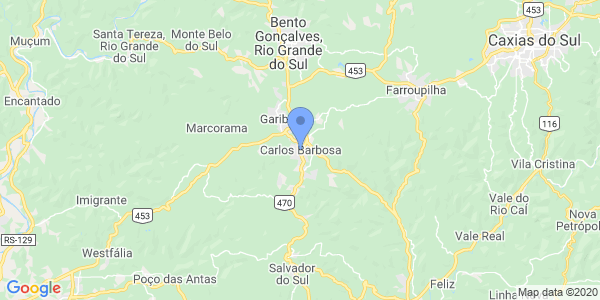 Muçum
Santa Tereza,
Rio Grande
do Sul
Monte Belo
do Sul
Bento
Gonçalves,
Rio Grande
do Sul
453
Caxias do Sul
Farroupilha
Encantado
Marcorama
Garib
116
Carlos Barbosa
Vila Cristina
Imigrante
453
470
Vale do
Rio Caí
Nova
Petrópol
RS-129
Westfália
Vale Real
Poço das Antas
Salvador
do Sul
Feliz
Linha
Google
Map data ©2020